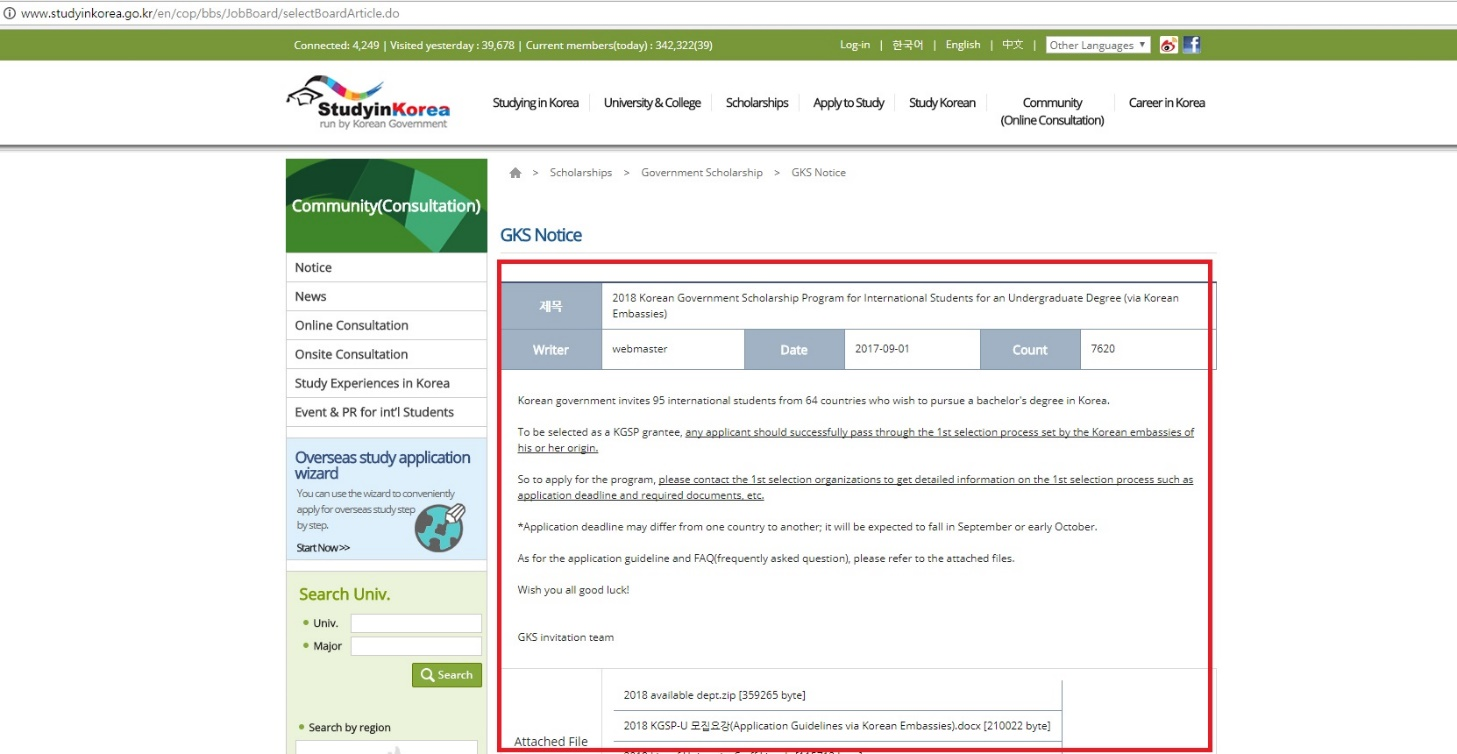 www.studyinkorea.go.kr/en/cop/bbs/JobBoard/selectBoardArticle.do
Connected: 4,249 | Visited yesterday : 39,678 | Current members(today) : 342,322(39)
Log-in | 한국어 | English | 中文 | Other Languages
StudyinKorea
run by Korean Government
Studying in Korea
University & College
Scholarships
Apply to Study
Study Korean
Community
(Online Consultation)
Career in Korea
Community(Consultation)
Notice
News
Online Consultation
Onsite Consultation
Study Experiences in Korea
Event & PR for int'l Students
Overseas study application
wizard
You can use the wizard to conveniently
apply for overseas study step
by step.
Start Now >>
Search Univ.
Univ.
Major
Search
Search by region
> Scholarships > Government Scholarship > GKS Notice
GKS Notice
제목
2018 Korean Government Scholarship Program for International Students for an Undergraduate Degree (via Korean
Embassies)
Writer webmaster Date 2017-09-01 Count 7620
Korean government invites 95 international students from 64 countries who wish to pursue a bachelor's degree in Korea.
To be selected as a KGSP grantee, any applicant should successfully pass through the 1st selection process set by the Korean embassies of
his or her origin.
So to apply for the program, please contact the 1st selection organizations to get detailed information on the 1st selection process such as
application deadline and required documents, etc.
*Application deadline may differ from one country to another; it will be expected to fall in September or early October.
As for the application guideline and FAQ(frequently asked question), please refer to the attached files.
Wish you all good luck!
GKS invitation team
Attached File
2018 available dept.zip [359265 byte]
2018 KGSP-U 모집요강(Application Guidelines via Korean Embassies).docx [210022 byte]